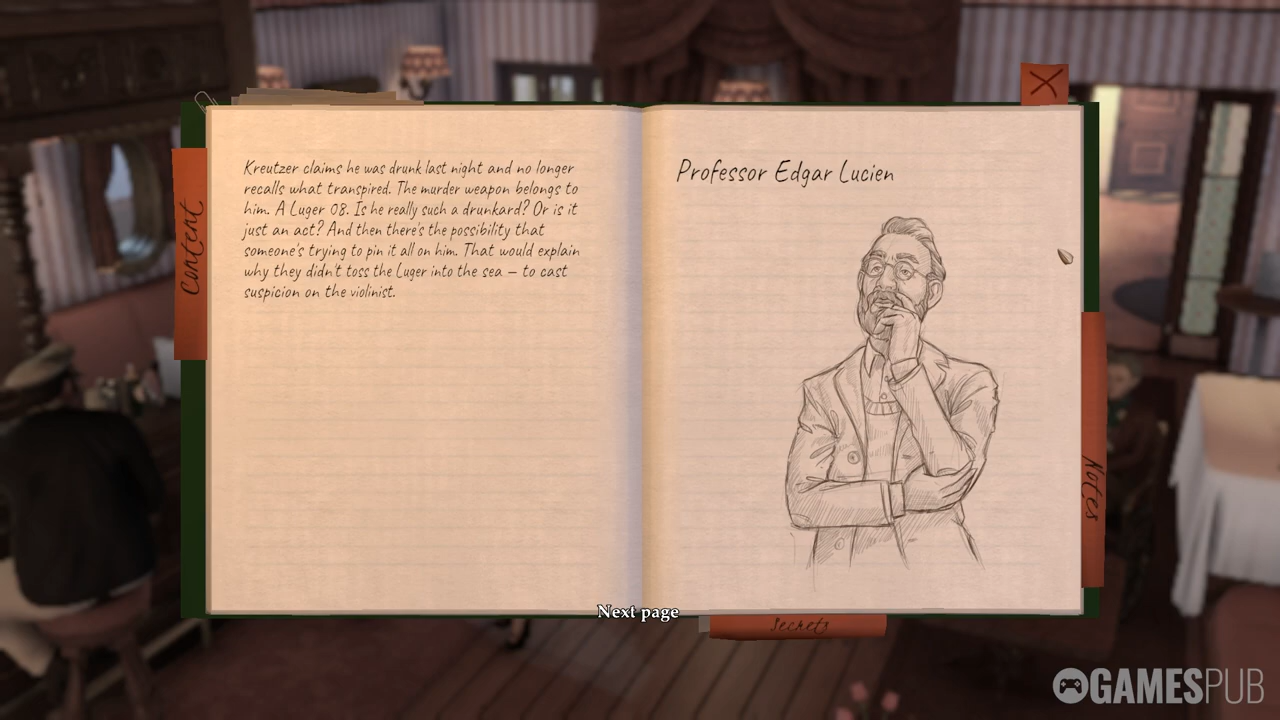 Kreutzer claims he was drunk last night and no longer
recalls what transpired. The murder weapon belongs to
him. A Luger 08. Is he really such a drunkard? Or is it
just an act? And then there's the possibility that
someone's trying to pin it all on him. That would explain
why they didn't toss the Luger into the sea – to cast
suspicion on the violinist.
Professor Edgar Lucien
Content
Notes
Next page
Secrets
GAMESPUB